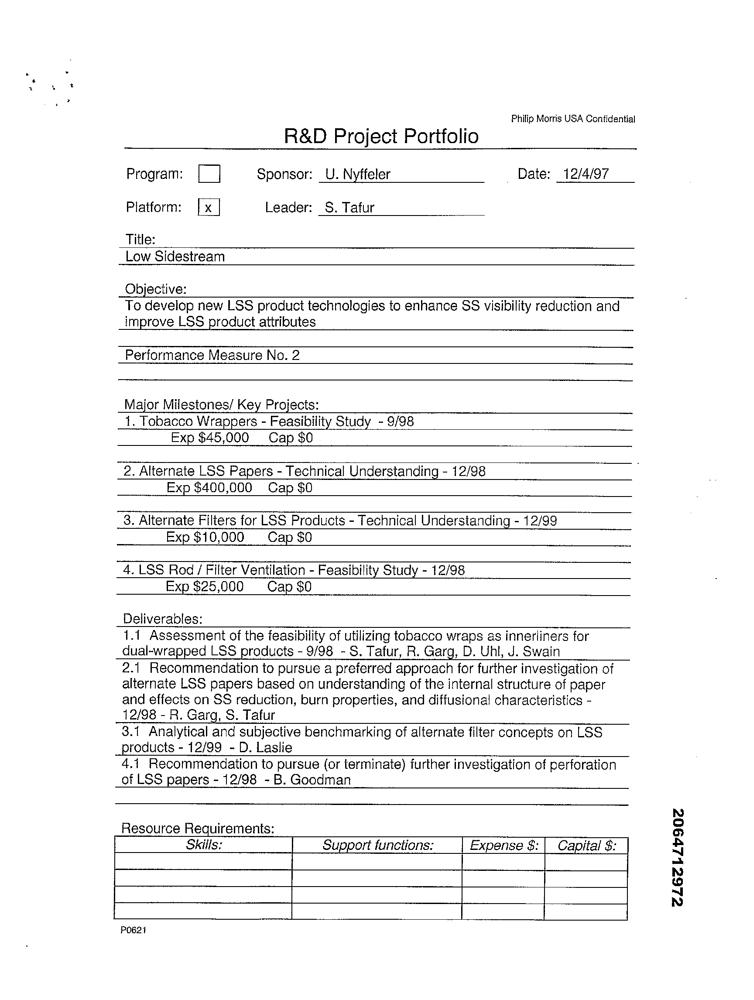 Philip Morris USA Confidential
R&D Project Portfolio
Program: Sponsor: U. Nyffeler Date: 12/4/97
Platform: x Leader: S. Tafur
Title:
Low Sidestream
Objective:
To develop new LSS product technologies to enhance SS visibility reduction and
improve LSS product attributes
Performance Measure No. 2
Major Milestones/ Key Projects:
1. Tobacco Wrappers - Feasibility Study - 9/98
Exp $45,000 Cap $0
2. Alternate LSS Papers - Technical Understanding - 12/98
Exp $400,000 Cap $0
3. Alternate Filters for LSS Products - Technical Understanding - 12/99
Exp $10,000 Cap $0
4. LSS Rod / Filter Ventilation - Feasibility Study - 12/98
Exp $25,000 Cap $0
Deliverables:
1.1 Assessment of the feasibility of utilizing tobacco wraps as innerliners for
dual-wrapped LSS products - 9/98 - S. Tafur, R. Garg, D. Uhl, J. Swain
2.1 Recommendation to pursue a preferred approach for further investigation of
alternate LSS papers based on understanding of the internal structure of paper
and effects on SS reduction, burn properties, and diffusional characteristics -
12/98 - R. Garg, S. Tafur
3.1 Analytical and subjective benchmarking of alternate filter concepts on LSS
products - 12/99 - D. Laslie
4.1 Recommendation to pursue (or terminate) further investigation of perforation
of LSS papers - 12/98 - B. Goodman
Resource Requirements:
Skills: Support functions: Expense $: Capital $:
P0621
2064712972